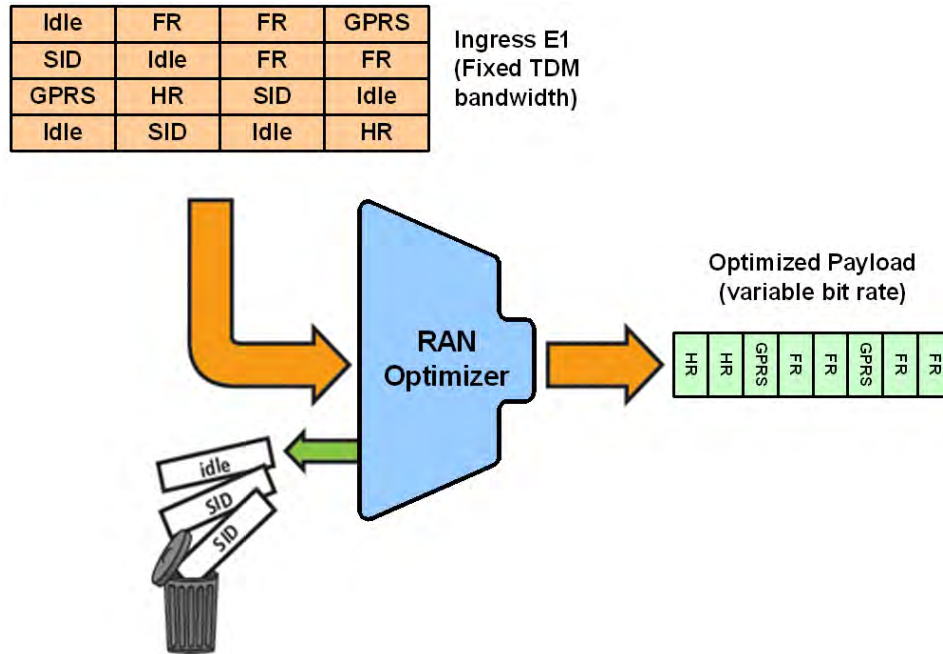 Idle FR FR GPRS
SID Idle FR FR
GPRS HR SID Idle
Idle SID Idle HR
Ingress E1
(Fixed TDM
bandwidth)
RAN
Optimizer
Optimized Payload
(variable bit rate)
HR HR GPRS FR FR GPRS FR FR
idle
SID
SID